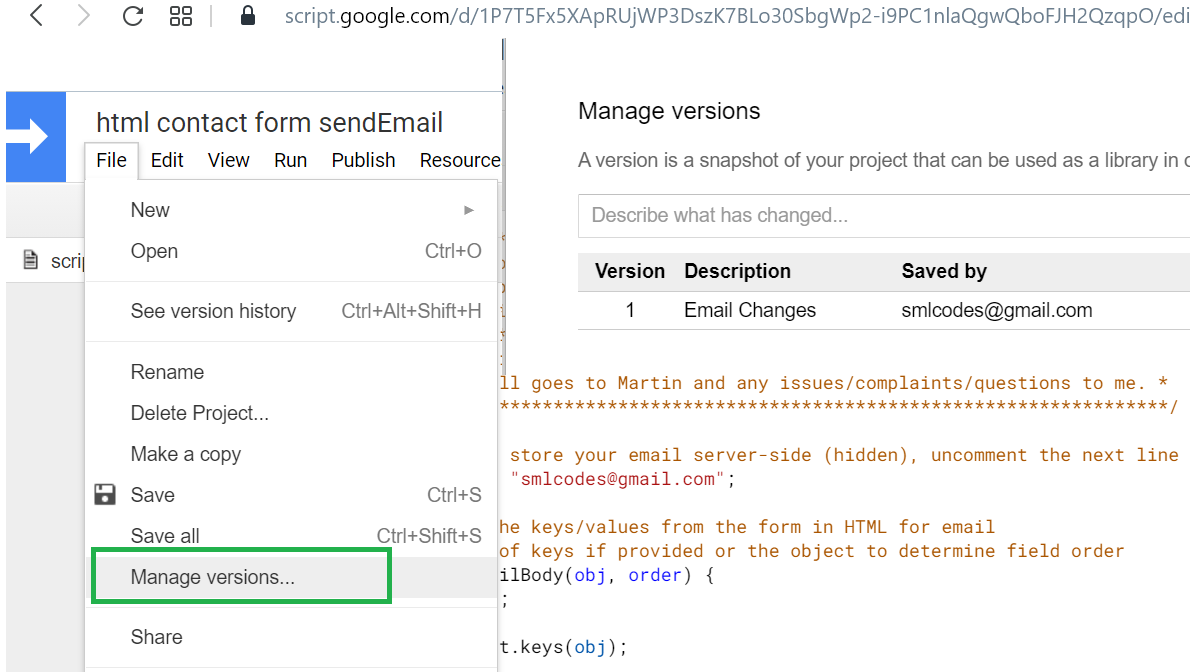 script.google.com/d/1P7T5Fx5XApRUjWP3DszK7BLo30SbgWp2-i9PC1nlaQgwQboFJH2QzqpO/edi
html contact form sendEmail
File Edit View Run Publish Resource
New
Open Ctrl+O
See version history Ctrl+Alt+Shift+H
Rename
Delete Project...
Make a copy
Save Ctrl+S
Save all Ctrl+Shift+S
Manage versions...
Share
scrip
Manage versions
A version is a snapshot of your project that can be used as a library in
Describe what has changed...
Version Description Saved by
1 Email Changes smlcodes@gmail.com
ll goes to Martin and any issues/complaints/questions to me. *
**************************************************************/
store your email server-side (hidden), uncomment the next line
"smlcodes@gmail.com";
he keys/values from the form in HTML for email
of keys if provided or the object to determine field order
ilBody(obj, order) {
;
t.keys(obj);